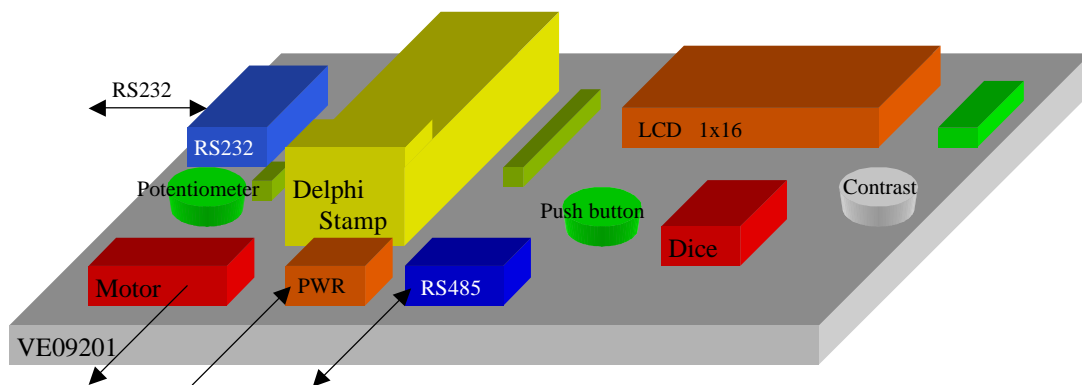 RS232
LCD 1x16
RS232
Potentiometer
Delphi
Stamp
Contrast
Push button
Dice
Motor
PWR
RS485
VE09201